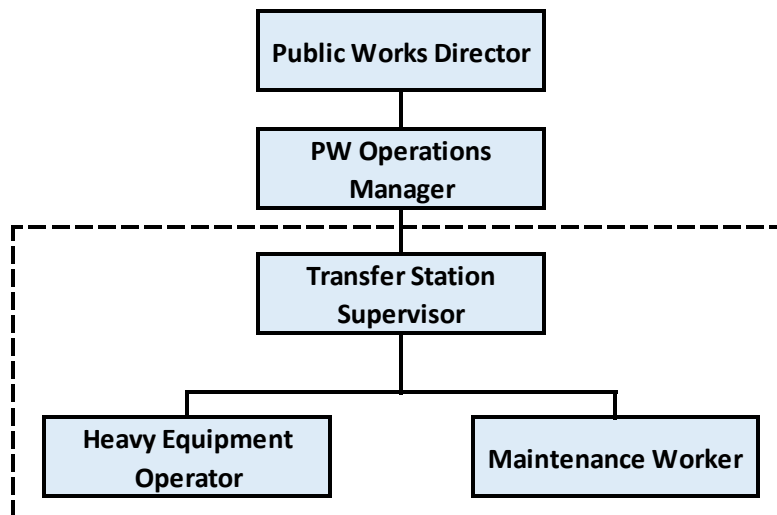 Public Works Director
PW Operations
Manager
Transfer Station
Supervisor
Heavy Equipment
Operator
Maintenance Worker